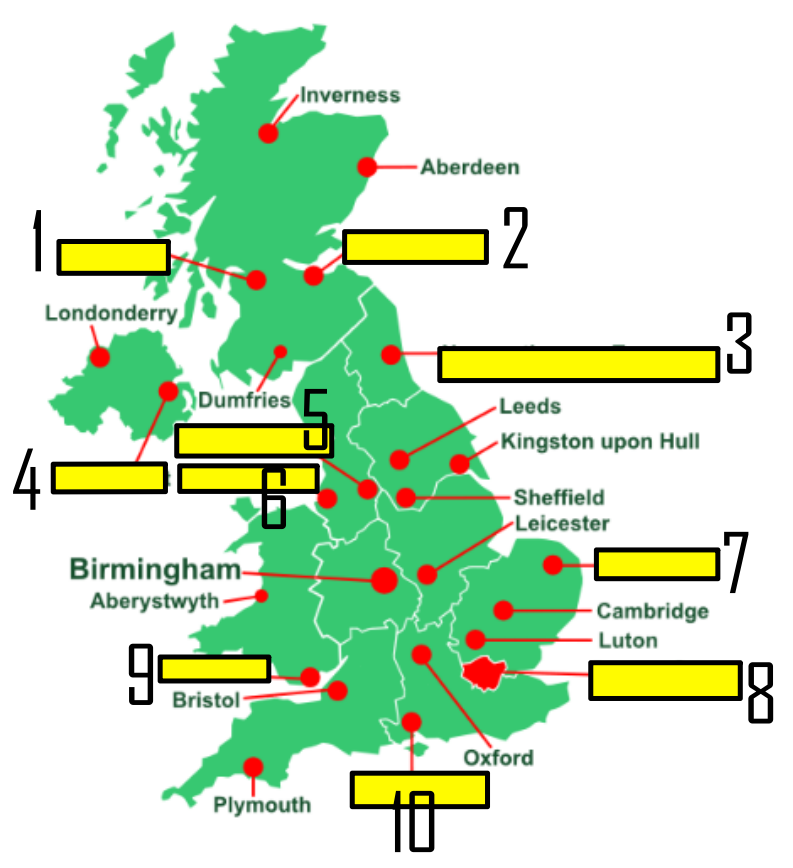 Inverness
Aberdeen
1
2
Londonderry
3
Dumfries
5
Leeds
Kingston upon Hull
4
6
Sheffield
Leicester
7
Birmingham
Aberystwyth
Cambridge
Luton
9
8
Bristol
Oxford
Plymouth
10